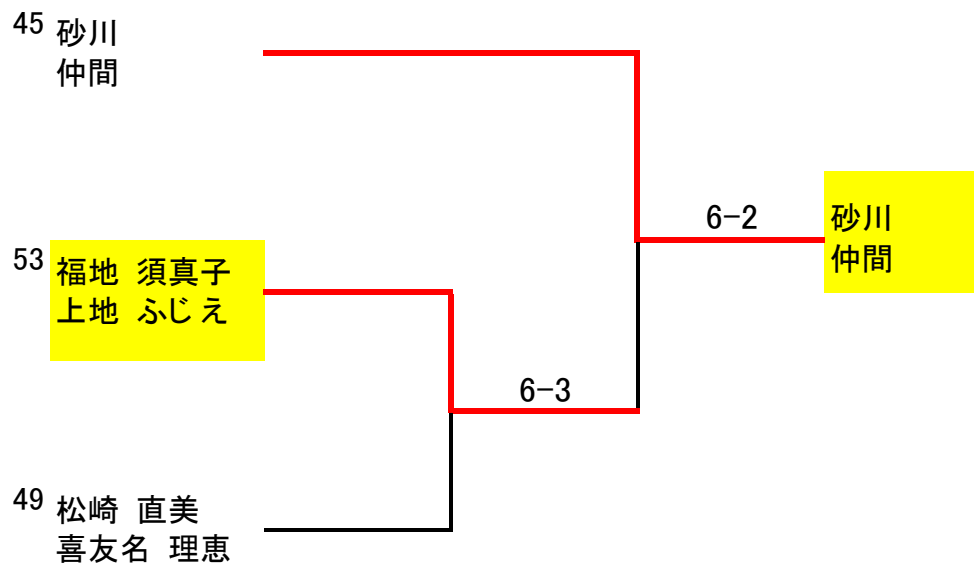 45
砂川
仲間
6-2
砂川
仲間
53
福地 須真子
上地 ふじえ
6-3
49
松崎 直美
喜友名 理恵